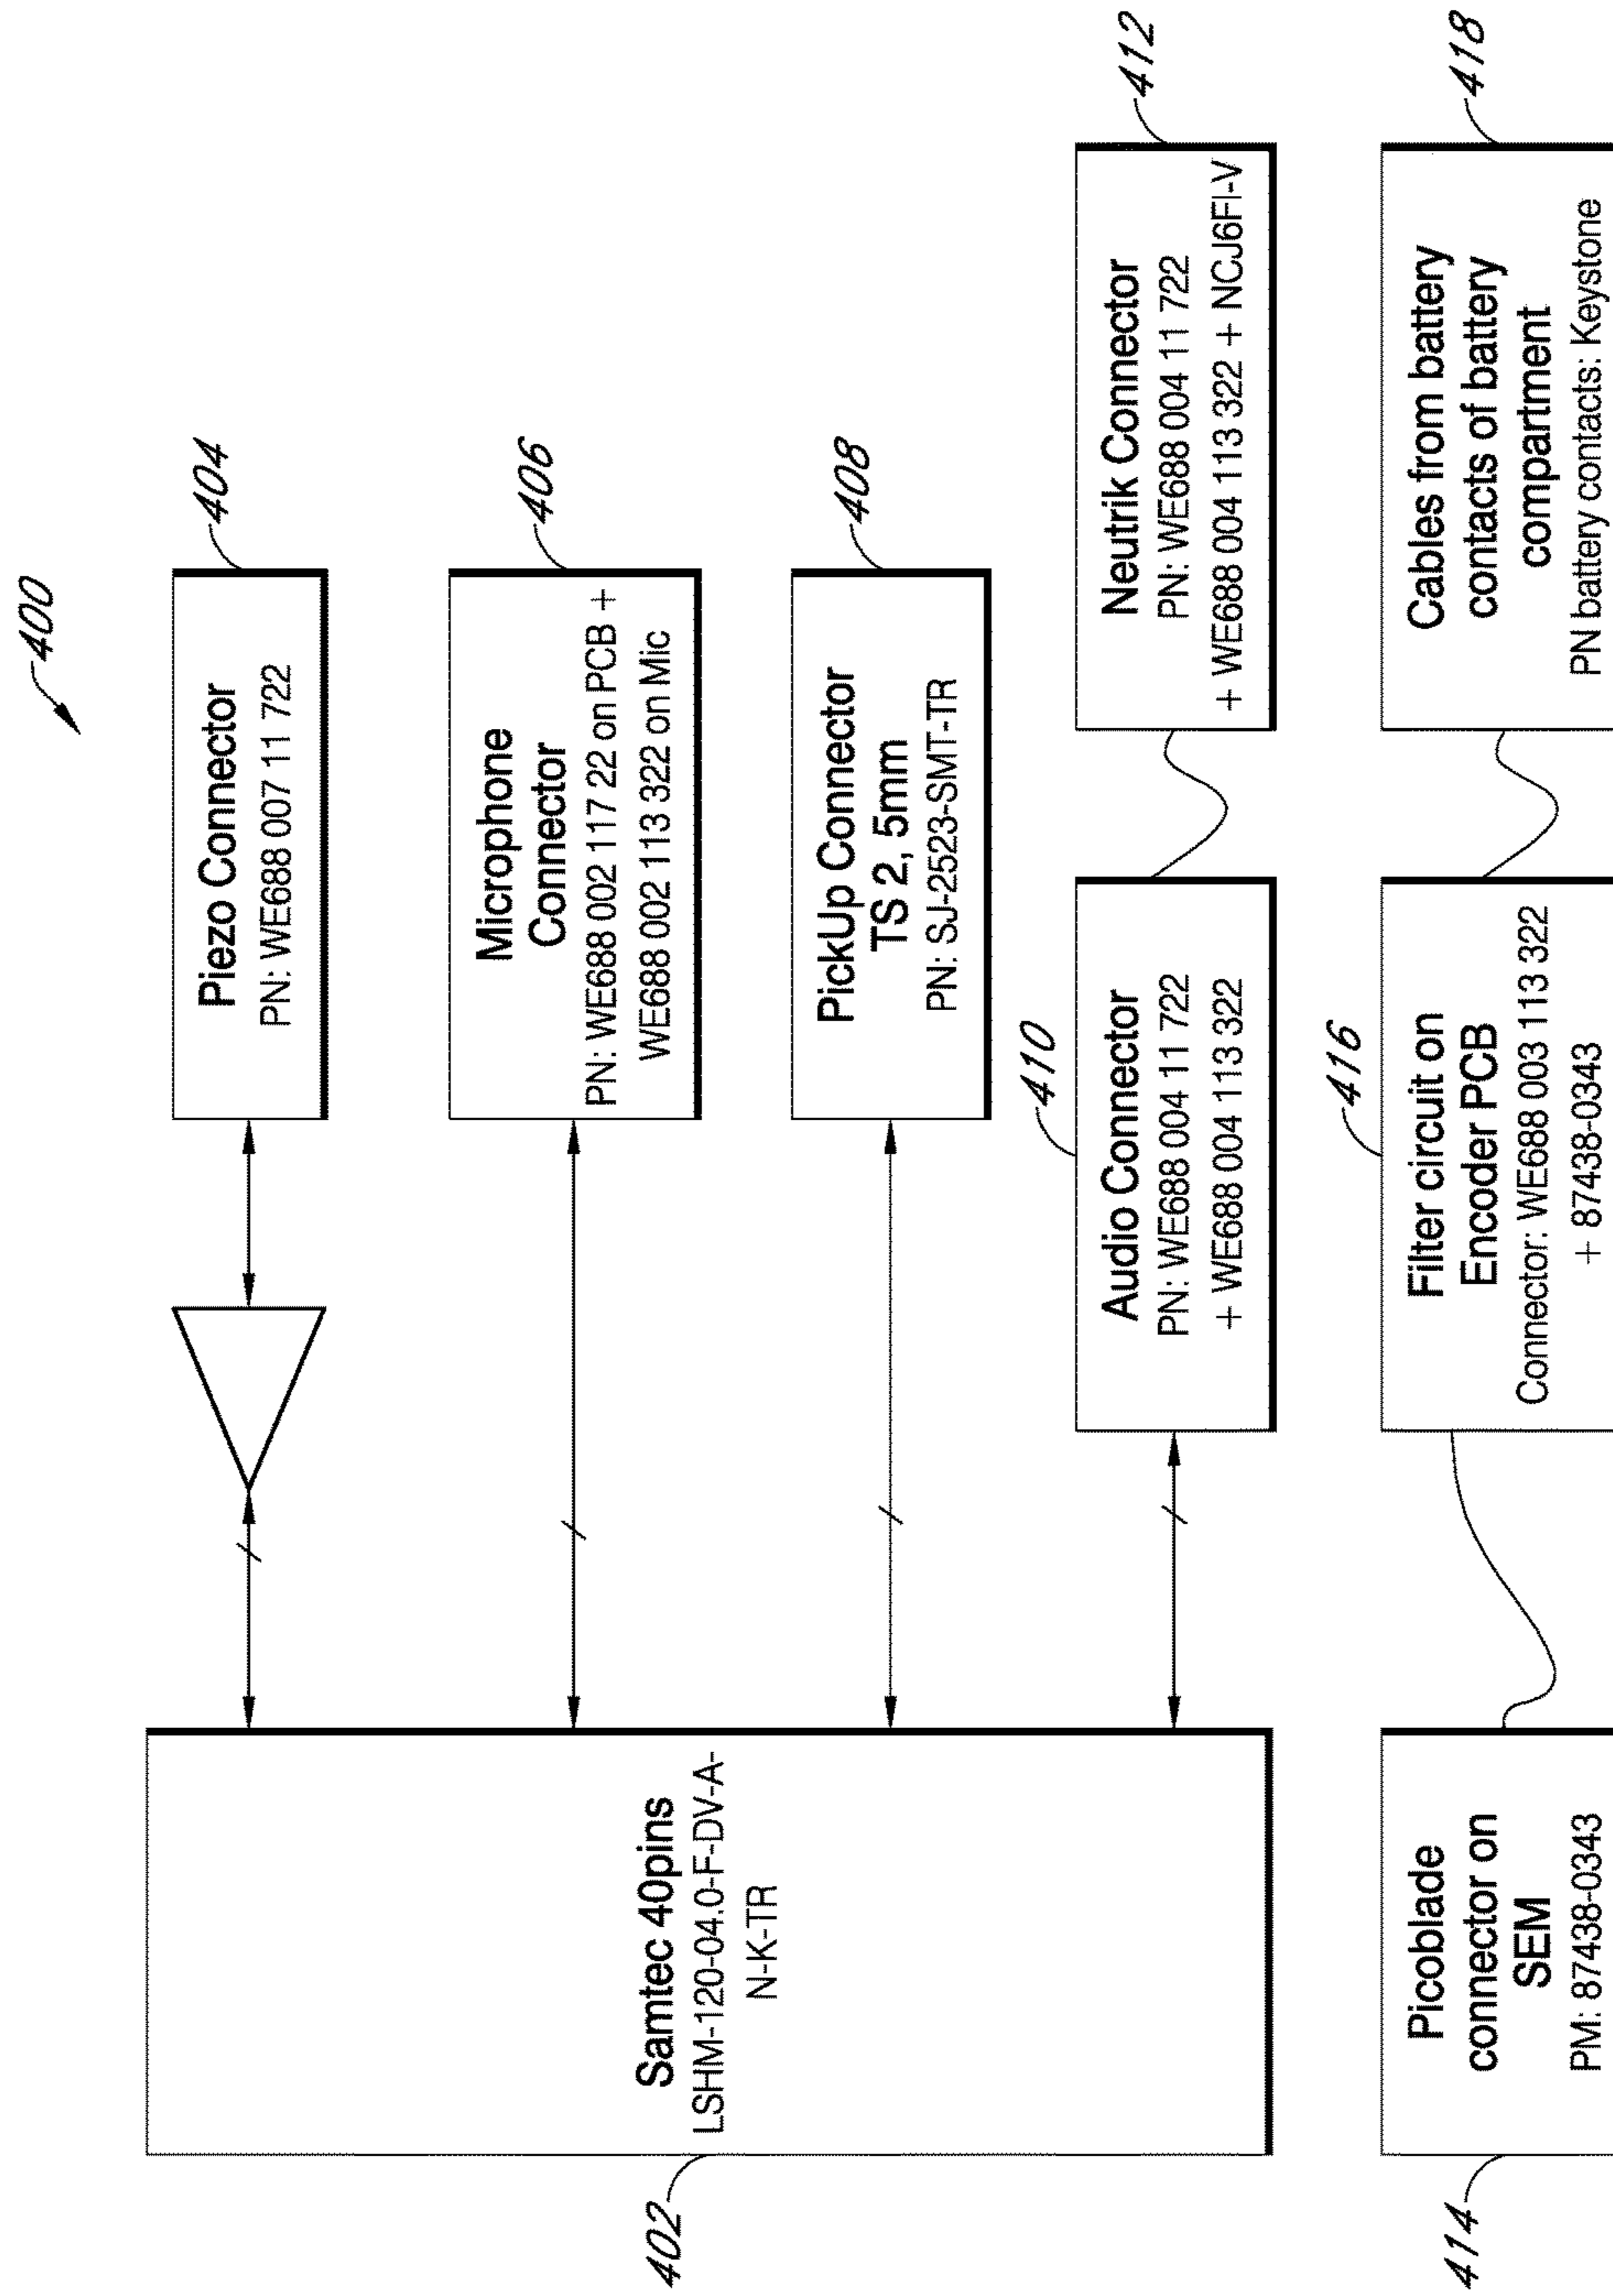 400
Samtec 40pins
LSHM-120-04.0-F-DV-A-
N-K-TR
402
Piezo Connector
PN: WE688 007 11 722
404
Microphone
Connector
PN: WE688 002 117 22 on PCB +
WE688 002 113 322 on Mic
406
PickUp Connector
TS 2, 5mm
PN: SJ-2523-SMT-TR
408
Audio Connector
PN: WE688 004 11 722
+ WE688 004 113 322
410
Neutrik Connector
PN: WE688 004 11 722
+ WE688 004 113 322 + NCJ6FI-V
412
Picoblade
connector on
SEM
PM: 87438-0343
414
Filter circuit on
Encoder PCB
Connector: WE688 003 113 322
+ 87438-0343
416
Cables from battery
contacts of battery
compartment
PN battery contacts: Keystone
418